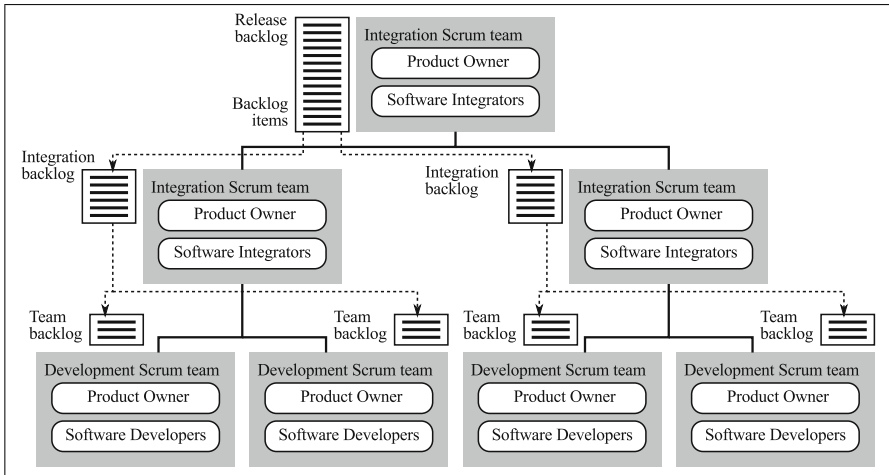 Release
backlog
Integration Scrum team
Product Owner
Software Integrators
Backlog
items
Integration
backlog
Integration Scrum team
Product Owner
Software Integrators
Integration
backlog
Integration Scrum team
Product Owner
Software Integrators
Team
backlog
Team
backlog
Team
backlog
Team
backlog
Development Scrum team
Product Owner
Software Developers
Development Scrum team
Product Owner
Software Developers
Development Scrum team
Product Owner
Software Developers
Development Scrum team
Product Owner
Software Developers